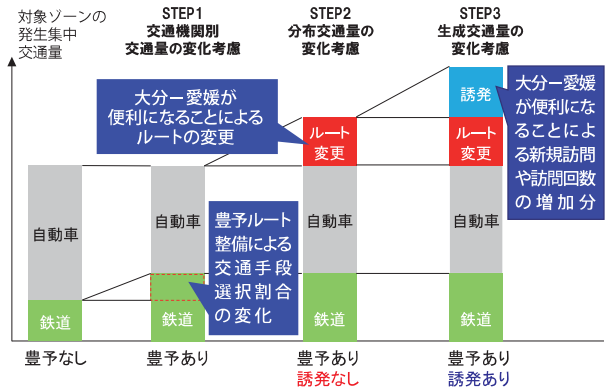 対象ゾーンの
発生集中
交通量
STEP1
交通機関別
交通量の変化考慮
STEP2
分布交通量の
変化考慮
STEP3
生成交通量の
変化考慮
大分ー愛媛が
便利になることによる
ルートの変更
誘発
大分ー愛媛
が便利にな
ることによ
る新規訪問
や訪問回数
の増加分
ルート
変更
ルート
変更
自動車
自動車
自動車
自動車
豊予ルート
整備による
交通手段
選択割合
の変化
鉄道
鉄道
鉄道
鉄道
豊予なし
豊予あり
豊予あり
誘発なし
豊予あり
誘発あり